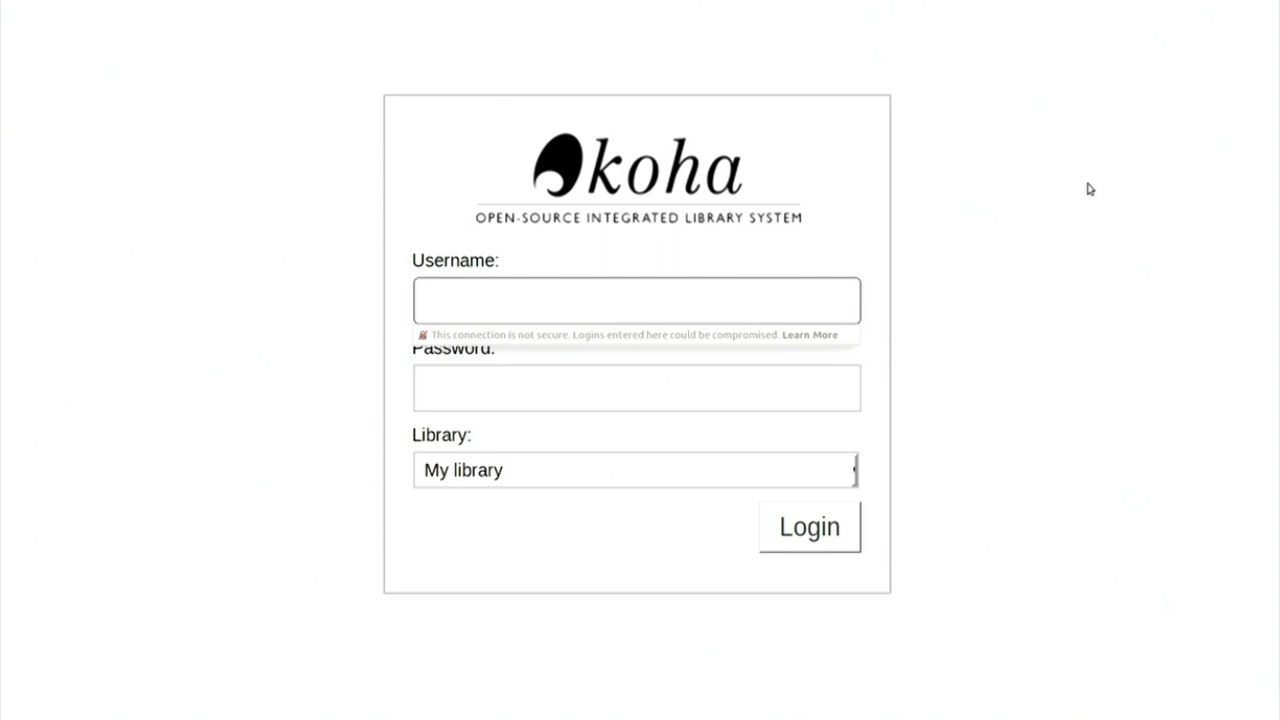 koha
OPEN-SOURCE INTEGRATED LIBRARY SYSTEM
Username:
This connection is not secure. Logins entered here could be compromised. Learn More
Password:
Library:
My library
Login